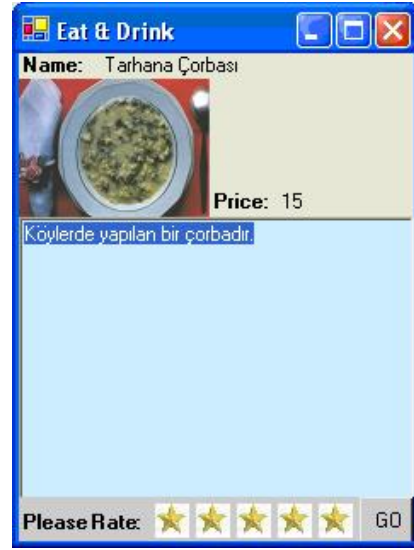 Eat & Drink
Name: Tarhana Çorbası
Price: 15
Köylerde yapılan bir çorbadır.
Please Rate: GO